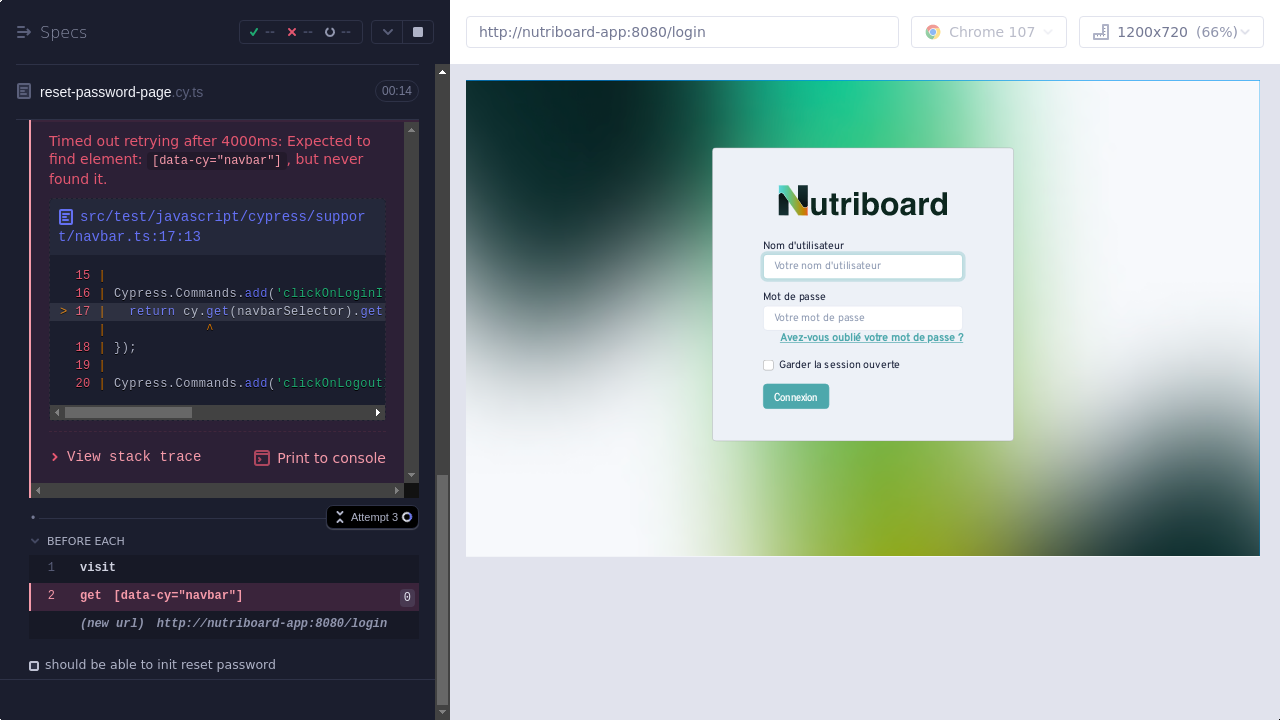 Specs
-- -- --
reset-password-page.cy.ts
00:14
Timed out retrying after 4000ms: Expected to
find element: [data-cy="navbar"], but never
found it.
src/test/javascript/cypress/suppor
t/navbar.ts:17:13
15 |
16 | Cypress.Commands.add('clickOnLoginI
> 17 |   return cy.get(navbarSelector).get
|             ^
18 | });
19 |
20 | Cypress.Commands.add('clickOnLogout
View stack trace
Print to console
Attempt 3
BEFORE EACH
1 visit
2 get [data-cy="navbar"] 0
(new url) http://nutriboard-app:8080/login
should be able to init reset password
http://nutriboard-app:8080/login
Chrome 107
1200x720 (66%)
Nutriboard
Nom d'utilisateur
Votre nom d'utilisateur
Mot de passe
Votre mot de passe
Avez-vous oublié votre mot de passe ?
Garder la session ouverte
Connexion